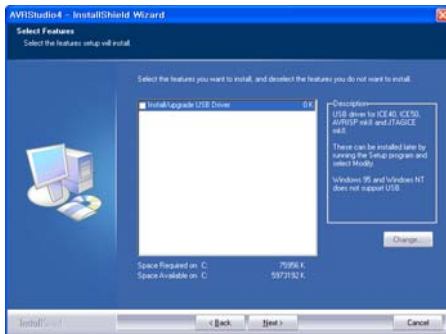 AVRStudio4 - InstallShield Wizard
Select Features
Select the features setup will install.
Select the features you want to install, and deselect the features you do not want to install.
Install/upgrade USB Driver 0 K
Description
USB driver for ICE40, ICE50,
AVRISP mkII and JTAGICE
mkII.
These can be installed later by
running the Setup program and
select Modify.
Windows 95 and Windows NT
does not support USB.
Change...
Space Required on C: 75956 K
Space Available on C: 5973192 K
InstallShield
< Back
Next >
Cancel